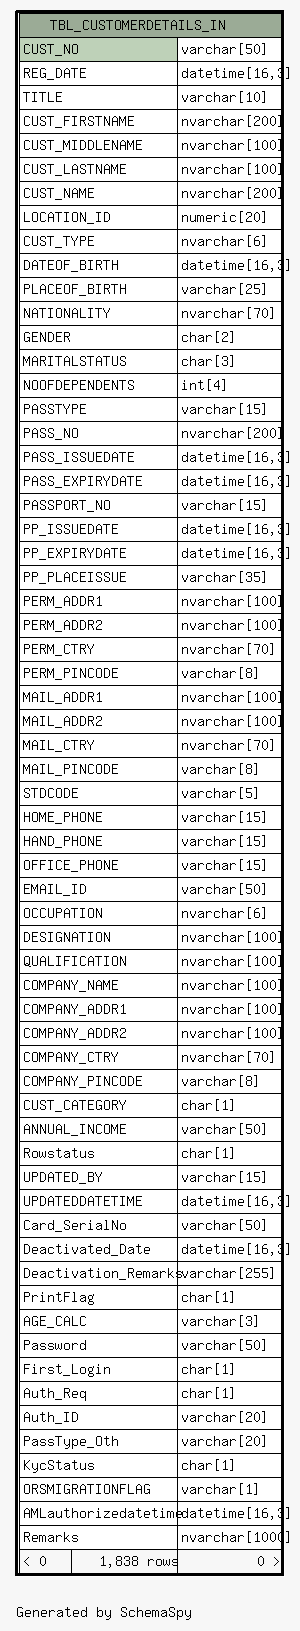 TBL_CUSTOMERDETAILS_IN
CUST_NO varchar[50]
REG_DATE datetime[16,3]
TITLE varchar[10]
CUST_FIRSTNAME nvarchar[200]
CUST_MIDDLENAME nvarchar[100]
CUST_LASTNAME nvarchar[100]
CUST_NAME nvarchar[200]
LOCATION_ID numeric[20]
CUST_TYPE nvarchar[6]
DATEOF_BIRTH datetime[16,3]
PLACEOF_BIRTH varchar[25]
NATIONALITY nvarchar[70]
GENDER char[2]
MARITALSTATUS char[3]
NOOFDEPENDENTS int[4]
PASSTYPE varchar[15]
PASS_NO nvarchar[200]
PASS_ISSUEDATE datetime[16,3]
PASS_EXPIRYDATE datetime[16,3]
PASSPORT_NO varchar[15]
PP_ISSUEDATE datetime[16,3]
PP_EXPIRYDATE datetime[16,3]
PP_PLACEISSUE varchar[35]
PERM_ADDR1 nvarchar[100]
PERM_ADDR2 nvarchar[100]
PERM_CTRY nvarchar[70]
PERM_PINCODE varchar[8]
MAIL_ADDR1 nvarchar[100]
MAIL_ADDR2 nvarchar[100]
MAIL_CTRY nvarchar[70]
MAIL_PINCODE varchar[8]
STDCODE varchar[5]
HOME_PHONE varchar[15]
HAND_PHONE varchar[15]
OFFICE_PHONE varchar[15]
EMAIL_ID varchar[50]
OCCUPATION nvarchar[6]
DESIGNATION nvarchar[100]
QUALIFICATION nvarchar[100]
COMPANY_NAME nvarchar[100]
COMPANY_ADDR1 nvarchar[100]
COMPANY_ADDR2 nvarchar[100]
COMPANY_CTRY nvarchar[70]
COMPANY_PINCODE varchar[8]
CUST_CATEGORY char[1]
ANNUAL_INCOME varchar[50]
Rowstatus char[1]
UPDATED_BY varchar[15]
UPDATEDDATETIME datetime[16,3]
Card_SerialNo varchar[50]
Deactivated_Date datetime[16,3]
Deactivation_Remarks varchar[255]
PrintFlag char[1]
AGE_CALC varchar[3]
Password varchar[50]
First_Login char[1]
Auth_Req char[1]
Auth_ID varchar[20]
PassType_Oth varchar[20]
KycStatus char[1]
ORSMIGRATIONFLAG varchar[1]
AMLauthorizedatetime datetime[16,3]
Remarks nvarchar[1000]
< 0 1,838 rows 0 >
Generated by SchemaSpy